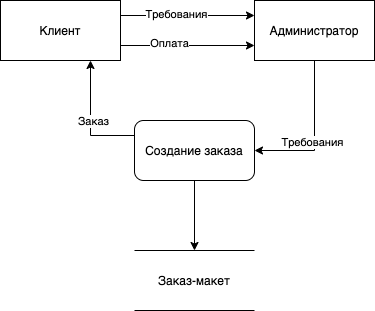 Клиент
Требования
Оплата
Администратор
Заказ
Требования
Создание заказа
Заказ-макет